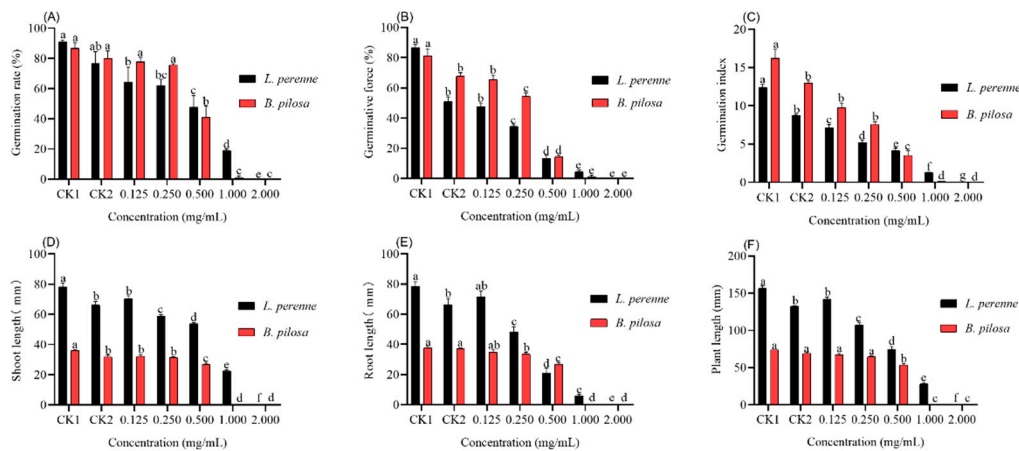 (A)
Germination rate (%)
100
80
60
40
20
0
a a ab a a bc a c b d c e c
L. perenne
B. pilosa
CK1 CK2 0.125 0.250 0.500 1.000 2.000
Concentration (mg/mL)
(B)
Germinative force (%)
100
80
60
40
20
0
a a b b b b c c d d e e e e
L. perenne
B. pilosa
CK1 CK2 0.125 0.250 0.500 1.000 2.000
Concentration (mg/mL)
(C)
Germination index
20
15
10
5
0
a a b b c b d c e c f d g d
L. perenne
B. pilosa
CK1 CK2 0.125 0.250 0.500 1.000 2.000
Concentration (mg/mL)
(D)
Shoot length( mm)
100
80
60
40
20
0
a a b b b b c b d c e d f d
L. perenne
B. pilosa
CK1 CK2 0.125 0.250 0.500 1.000 2.000
Concentration (mg/mL)
(E)
Root length( mm)
100
80
60
40
20
0
a a b a ab ab c b d c e d e d
L. perenne
B. pilosa
CK1 CK2 0.125 0.250 0.500 1.000 2.000
Concentration (mg/mL)
(F)
Plant length (mm)
200
150
100
50
0
a a b a b a c a d b e c f c
L. perenne
B. pilosa
CK1 CK2 0.125 0.250 0.500 1.000 2.000
Concentration (mg/mL)